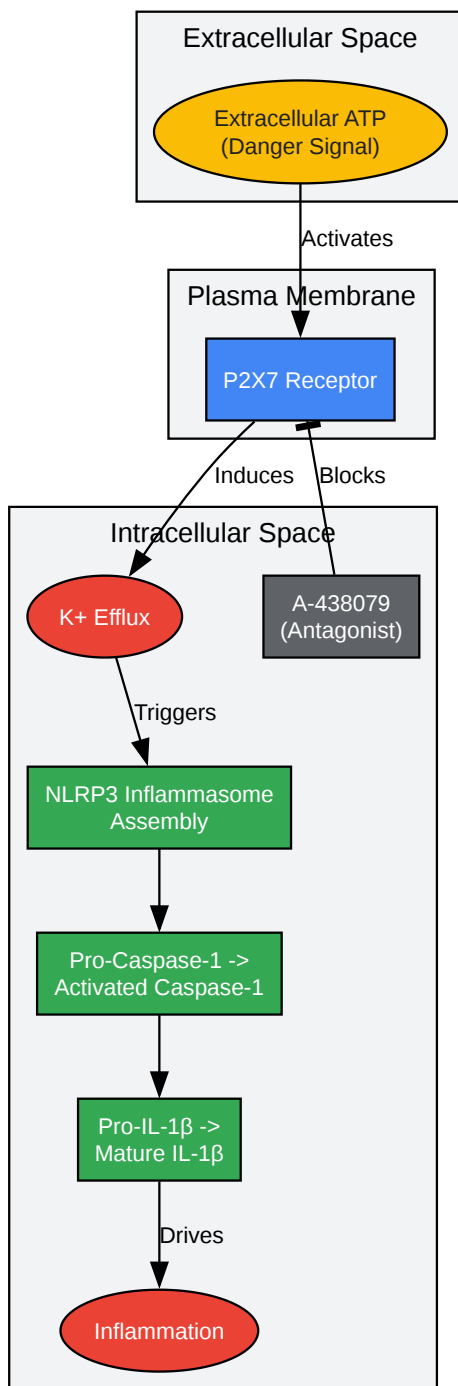 Extracellular Space
Extracellular ATP
(Danger Signal)
Activates
Plasma Membrane
P2X7 Receptor
Induces
Blocks
Intracellular Space
K+ Efflux
A-438079
(Antagonist)
Triggers
NLRP3 Inflammasome
Assembly
Pro-Caspase-1 ->
Activated Caspase-1
Pro-IL-1β ->
Mature IL-1β
Drives
Inflammation